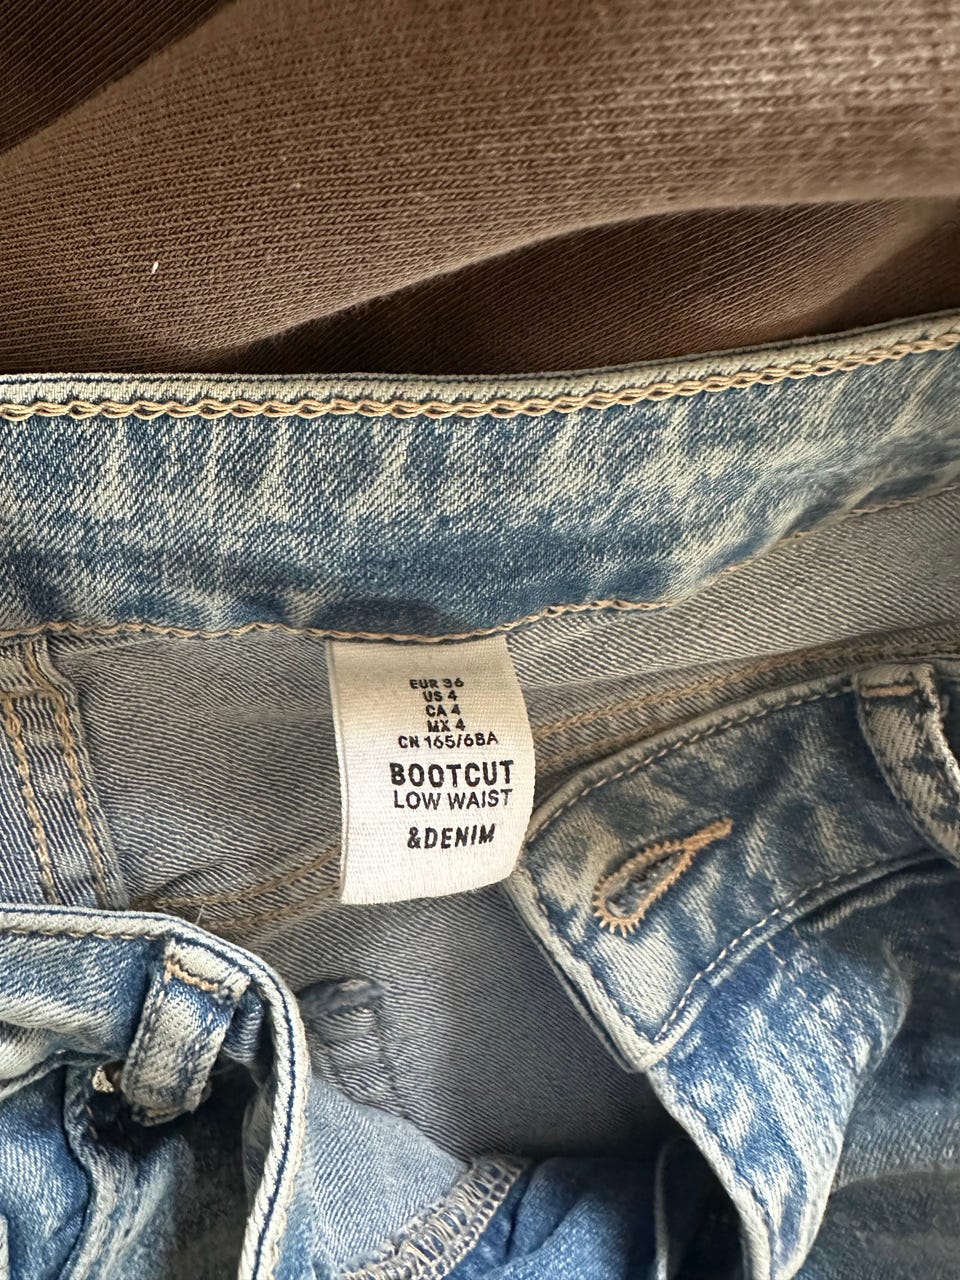 EUR 36
US 4
CA 4
MX 4
CN 165/68A
BOOTCUT
LOW WAIST
&DENIM